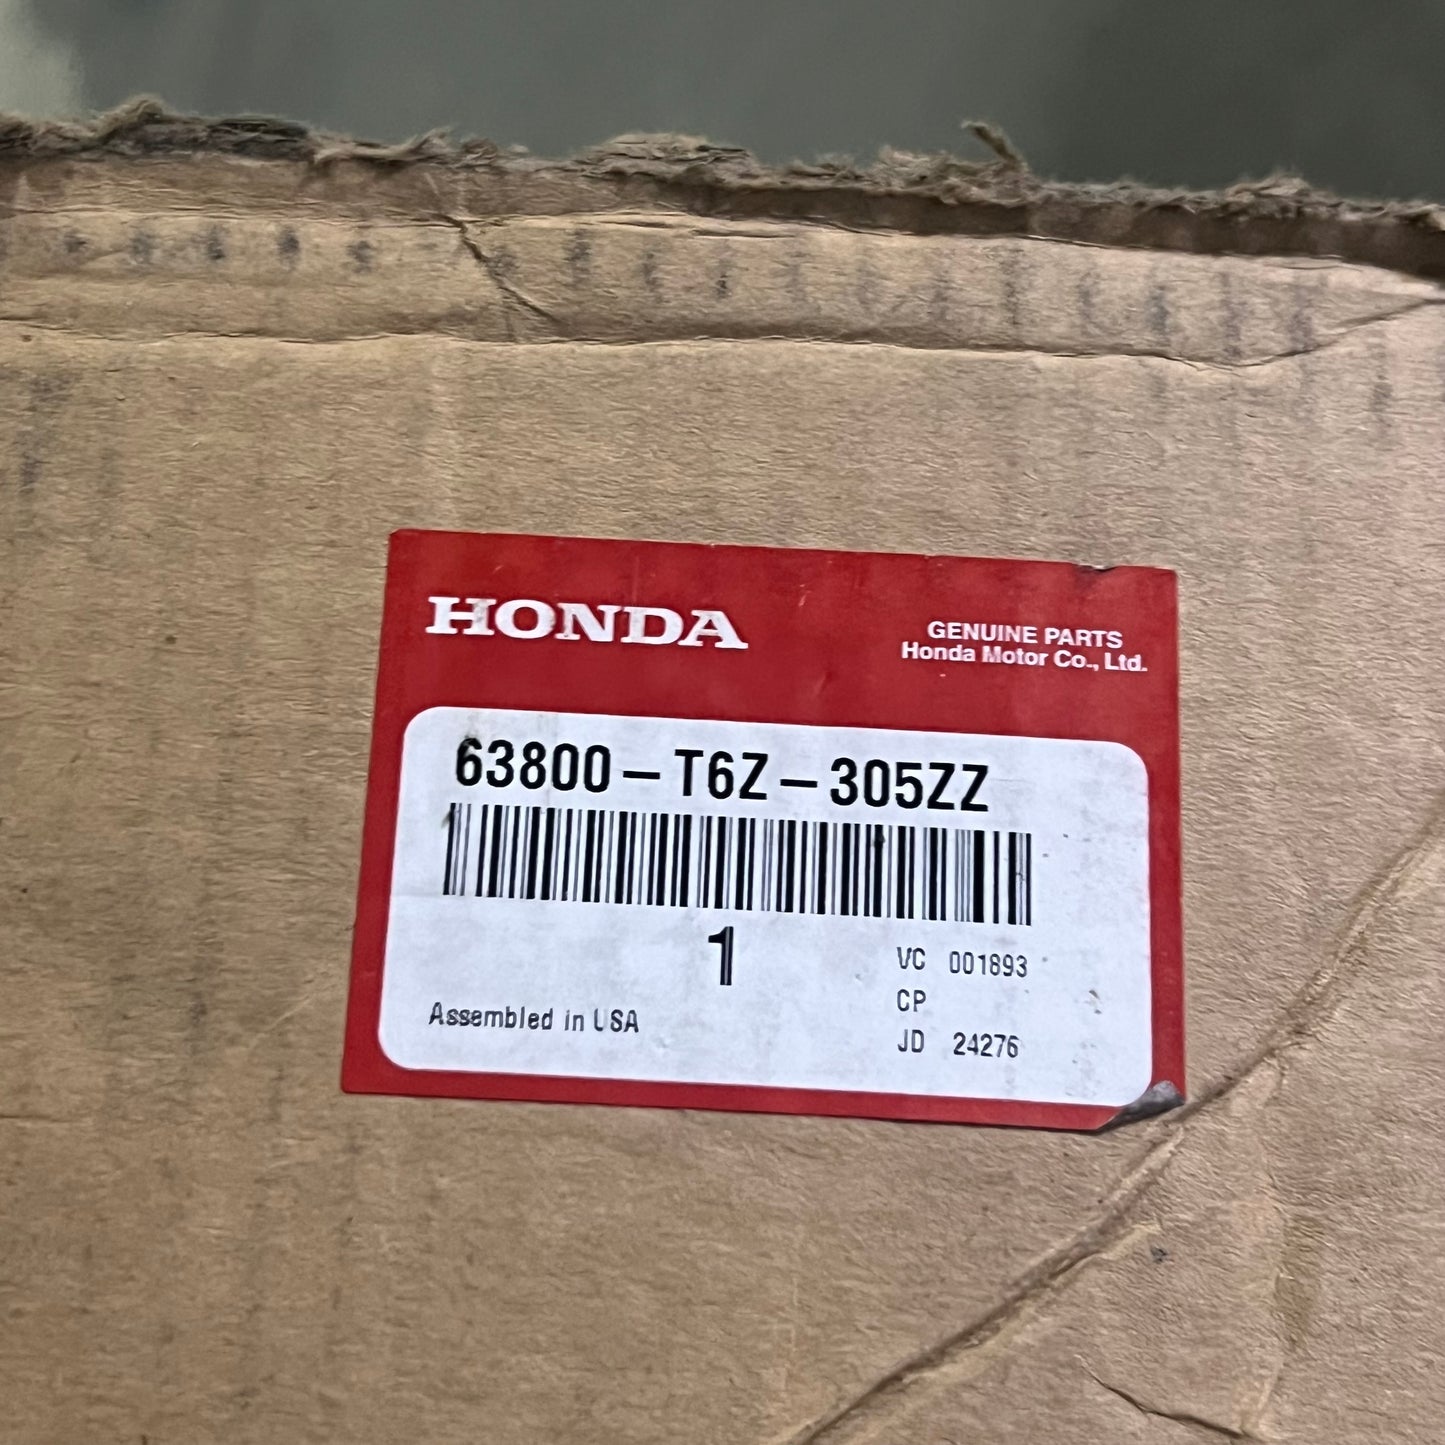 HONDA
GENUINE PARTS
Honda Motor Co., Ltd.
63800-T6Z-305ZZ
1
VC 001893
CP
Assembled in USA
JD 24276